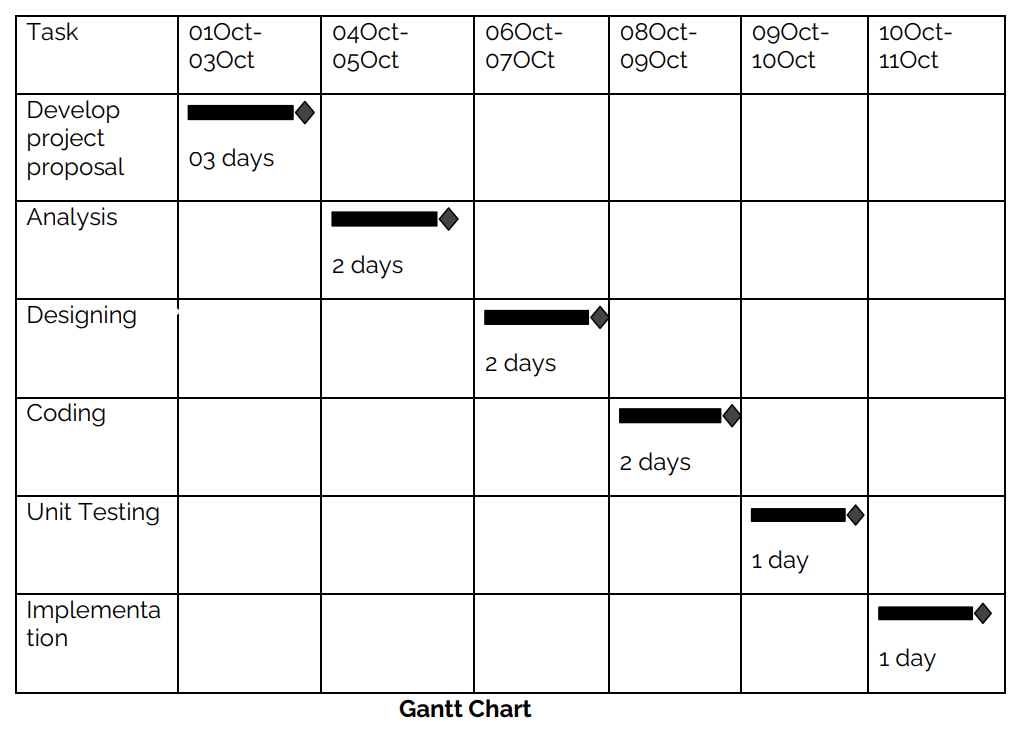 Task
01Oct-
03Oct
04Oct-
05Oct
06Oct-
07OCt
08Oct-
09Oct
09Oct-
10Oct
10Oct-
11Oct
Develop
project
proposal
03 days
Analysis
2 days
Designing
2 days
Coding
2 days
Unit Testing
1 day
Implementa
tion
1 day
Gantt Chart